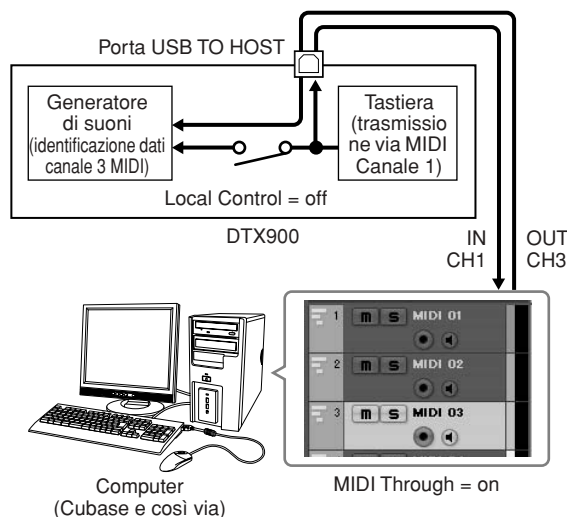 Porta USB TO HOST
Generatore
di suoni
(identificazione dati
canale 3 MIDI)
Tastiera
(trasmissio
ne via MIDI
Canale 1)
Local Control = off
DTX900
IN
CH1
OUT
CH3
1 m S MIDI 01
2 m S MIDI 02
3 m S MIDI 03
Computer
(Cubase e così via)
MIDI Through = on